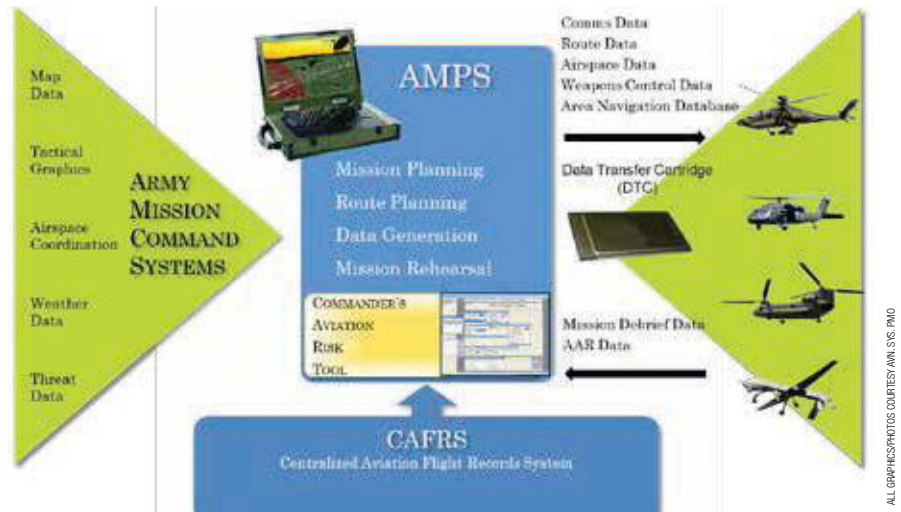 Map
Data
Tactical
Graphics
Airspace
Coordination
Weather
Data
Threat
Data
ARMY
MISSION
COMMAND
SYSTEMS
AMPS
Mission Planning
Route Planning
Data Generation
Mission Rehearsal
COMMANDER'S
AVIATION
RISK
TOOL
CAFRS
Centralized Aviation Flight Records System
Comms Data
Route Data
Airspace Data
Weapons Control Data
Area Navigation Database
Data Transfer Cartridge
(DTC)
Mission Debrief Data
AAR Data
ALL GRAPHICS/PHOTOS COURTESY AVN. SYS. PMO